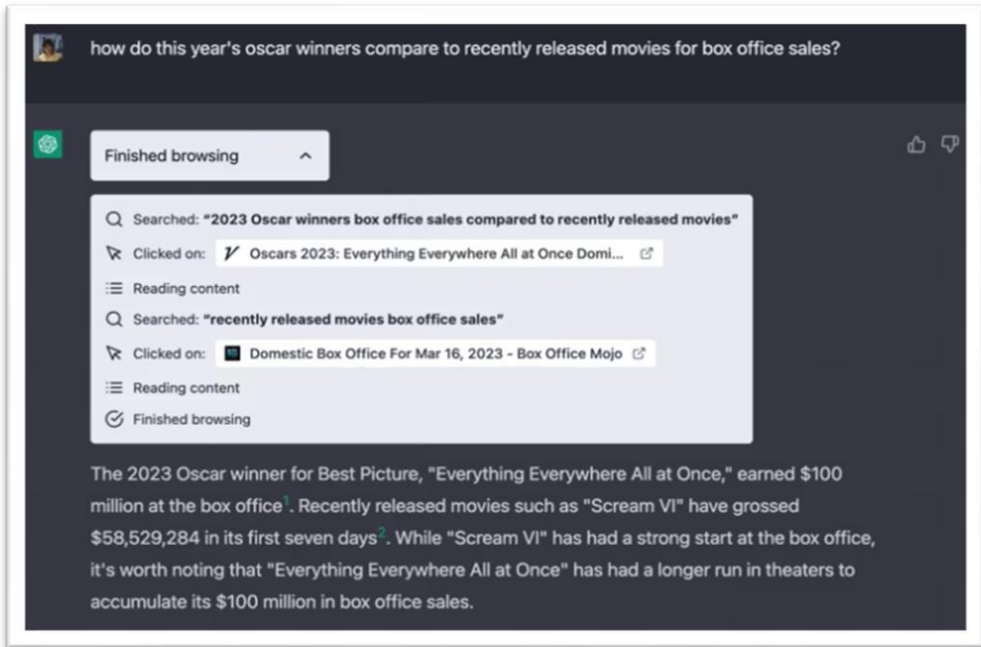 how do this year's oscar winners compare to recently released movies for box office sales?
Finished browsing
Searched: "2023 Oscar winners box office sales compared to recently released movies"
Clicked on: Oscars 2023: Everything Everywhere All at Once Domi...
Reading content
Searched: "recently released movies box office sales"
Clicked on: Domestic Box Office For Mar 16, 2023 - Box Office Mojo
Reading content
Finished browsing
The 2023 Oscar winner for Best Picture, "Everything Everywhere All at Once," earned $100
million at the box office1. Recently released movies such as "Scream VI" have grossed
$58,529,284 in its first seven days2. While "Scream VI" has had a strong start at the box office,
it's worth noting that "Everything Everywhere All at Once" has had a longer run in theaters to
accumulate its $100 million in box office sales.